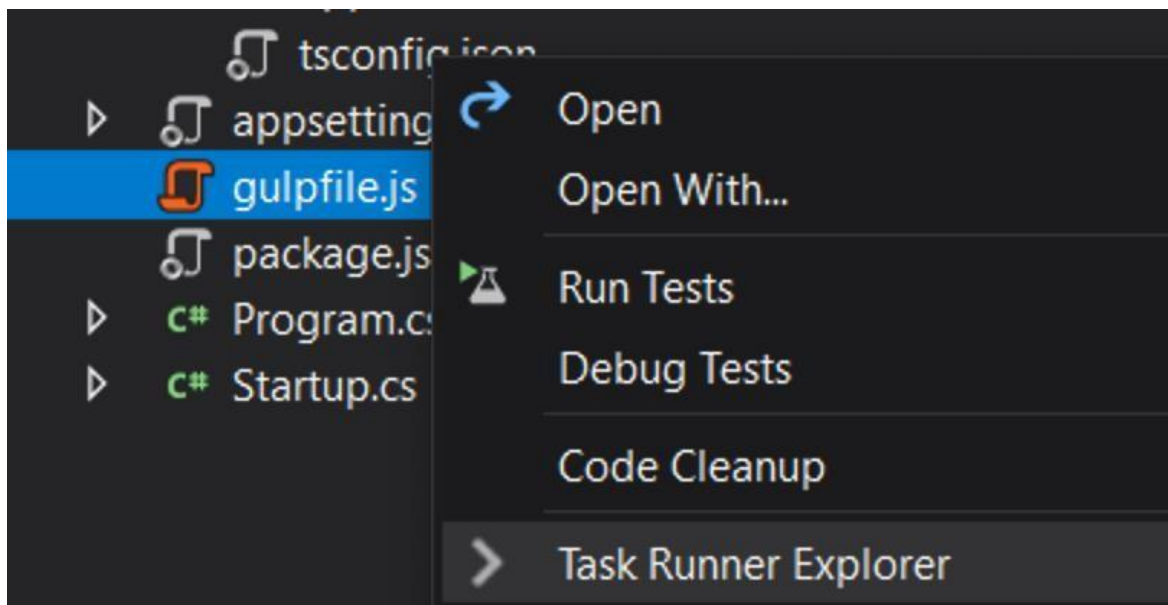 tsconfig.json
appsetting
gulpfile.js
package.js
C# Program.c
C# Startup.cs
Open
Open With...
Run Tests
Debug Tests
Code Cleanup
Task Runner Explorer